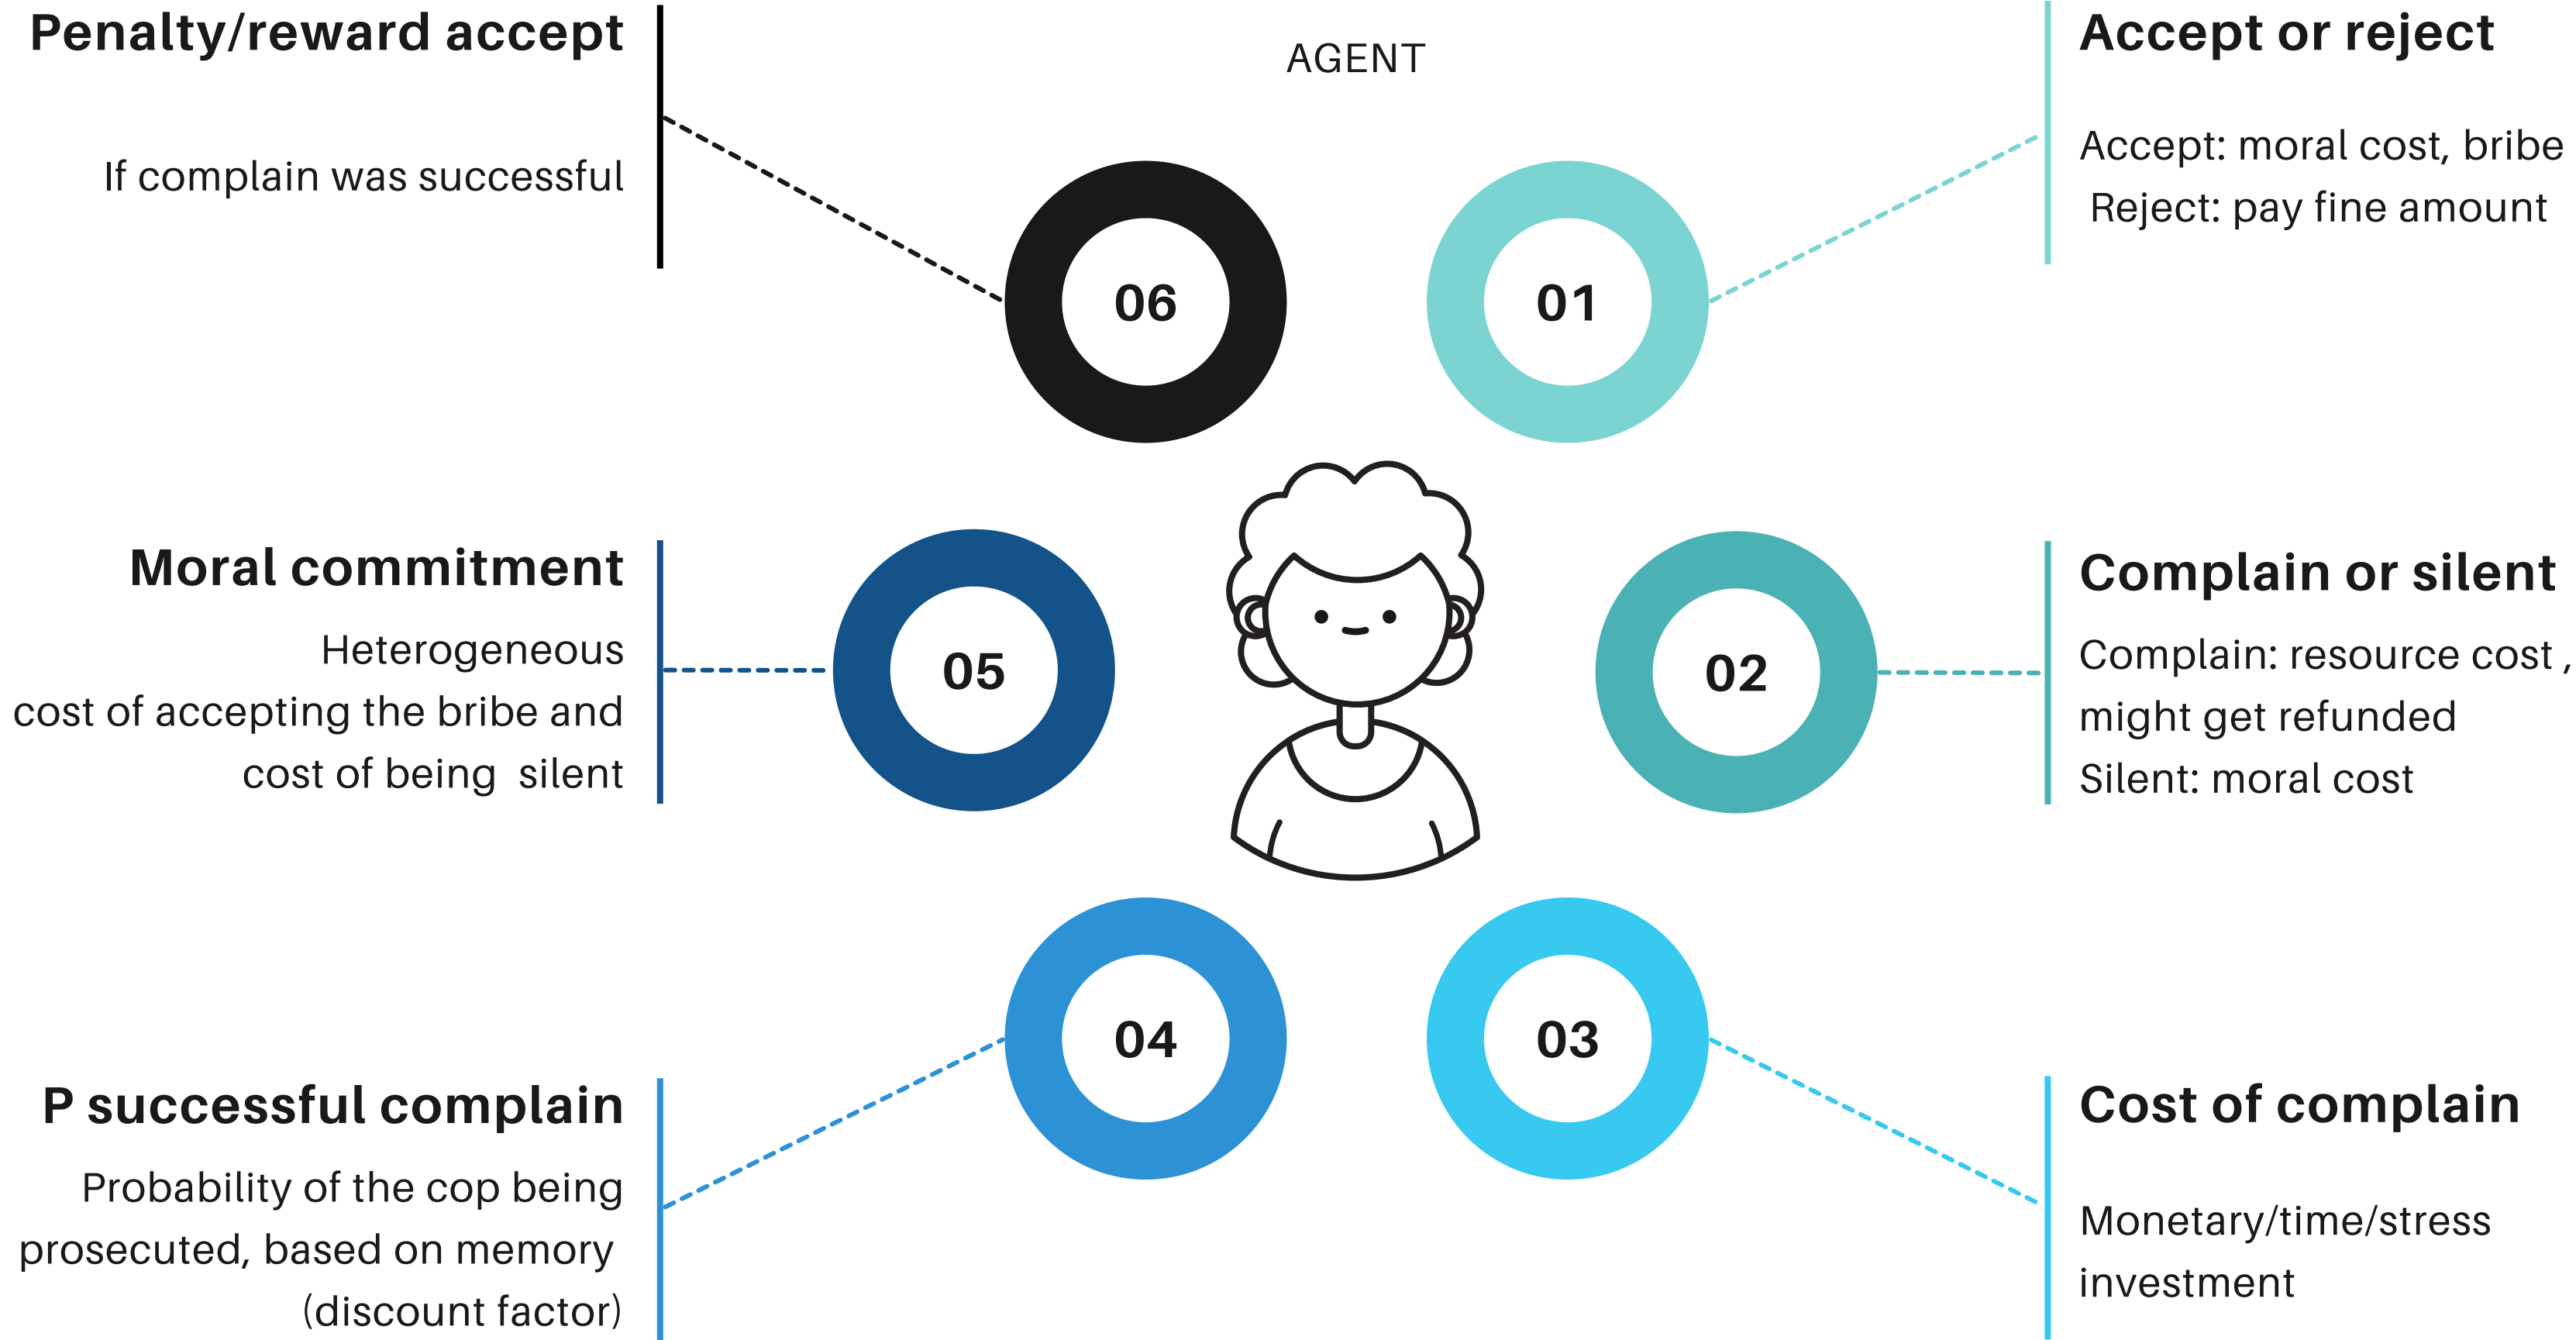 AGENT
01
Accept or reject
Accept: moral cost, bribe
Reject: pay fine amount
02
Complain or silent
Complain: resource cost ,
might get refunded
Silent: moral cost
03
Cost of complain
Monetary/time/stress
investment
04
P successful complain
Probability of the cop being
prosecuted, based on memory
(discount factor)
05
Moral commitment
Heterogeneous
cost of accepting the bribe and
cost of being  silent
06
Penalty/reward accept
If complain was successful